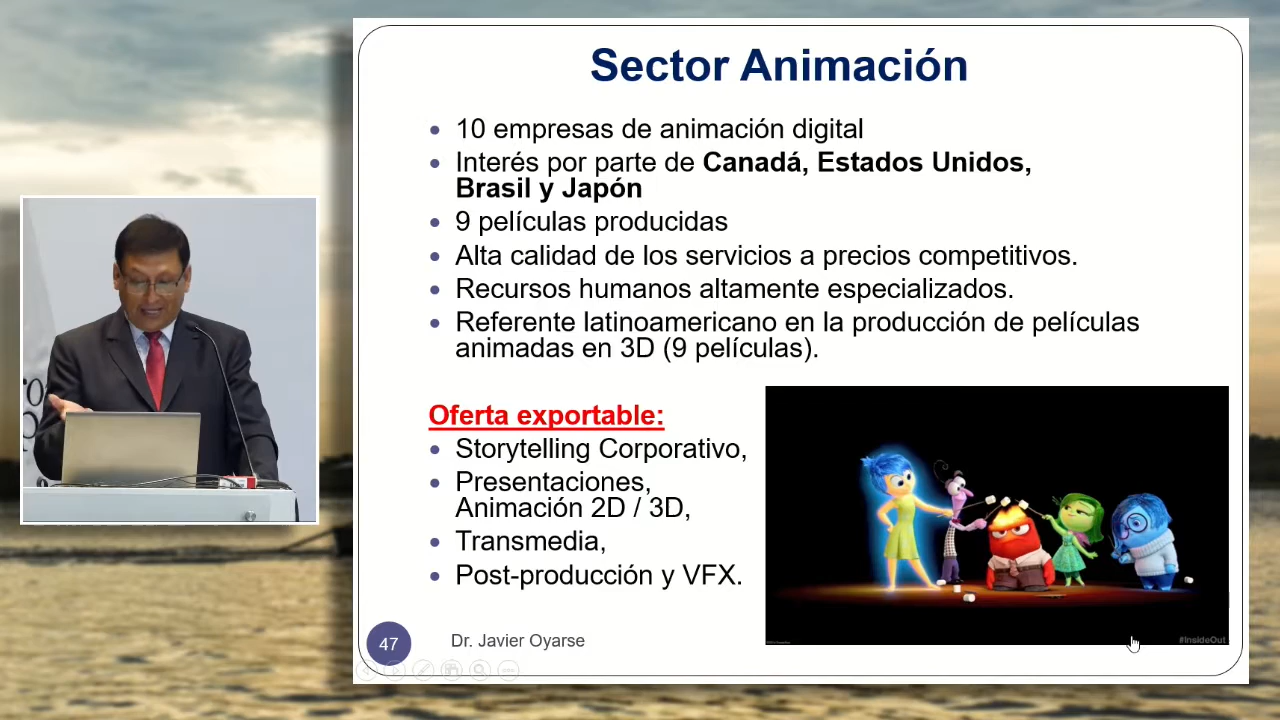 Sector Animación
10 empresas de animación digital
Interés por parte de Canadá, Estados Unidos,
Brasil y Japón
9 películas producidas
Alta calidad de los servicios a precios competitivos.
Recursos humanos altamente especializados.
Referente latinoamericano en la producción de películas
animadas en 3D (9 películas).
Oferta exportable:
Storytelling Corporativo,
Presentaciones,
Animación 2D / 3D,
Transmedia,
Post-producción y VFX.
#InsideOut
47
Dr. Javier Oyarse